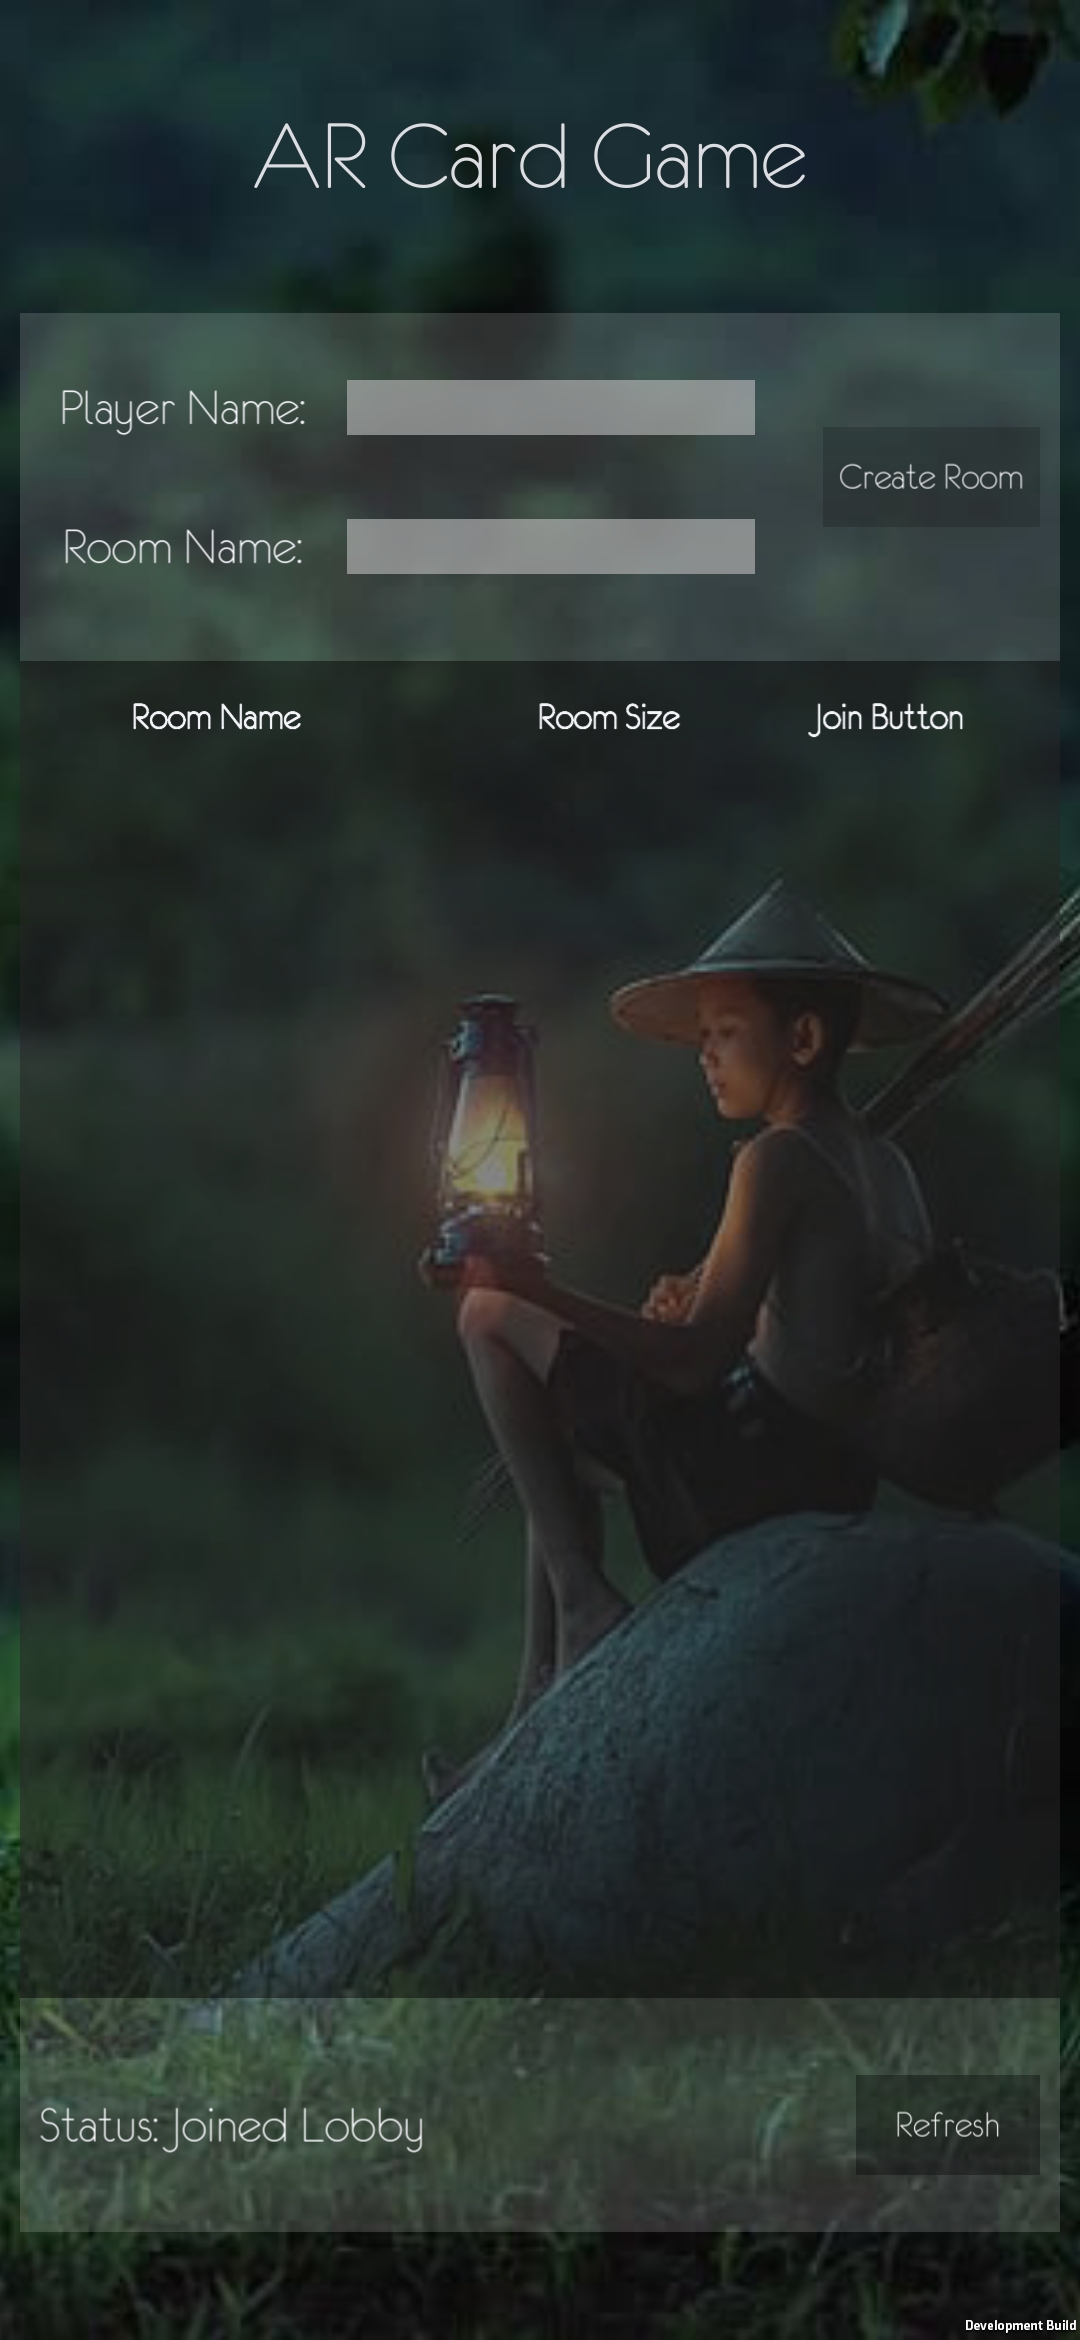 AR Card Game
Player Name:
Create Room
Room Name:
Room Name Room Size Join Button
Status: Joined Lobby
Refresh
Development Build